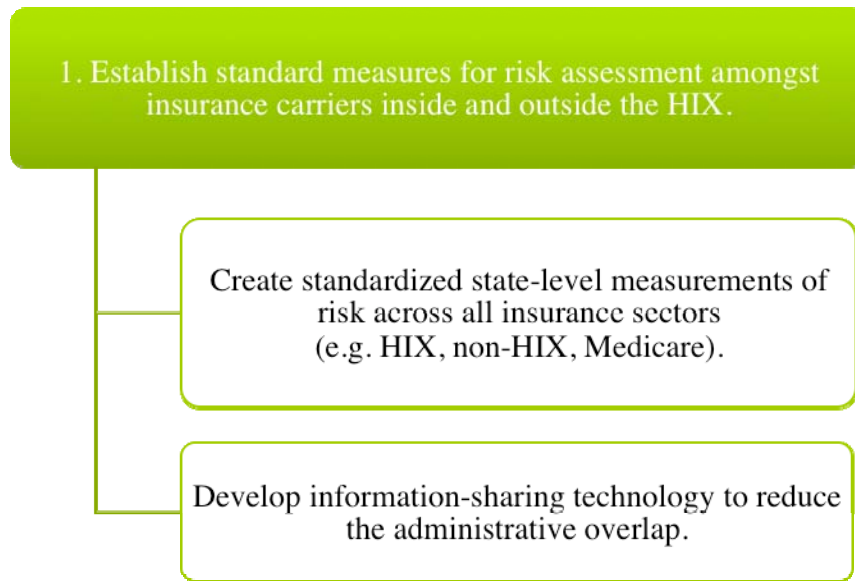 1. Establish standard measures for risk assessment amongst
insurance carriers inside and outside the HIX.
Create standardized state-level measurements of
risk across all insurance sectors
(e.g. HIX, non-HIX, Medicare).
Develop information-sharing technology to reduce
the administrative overlap.